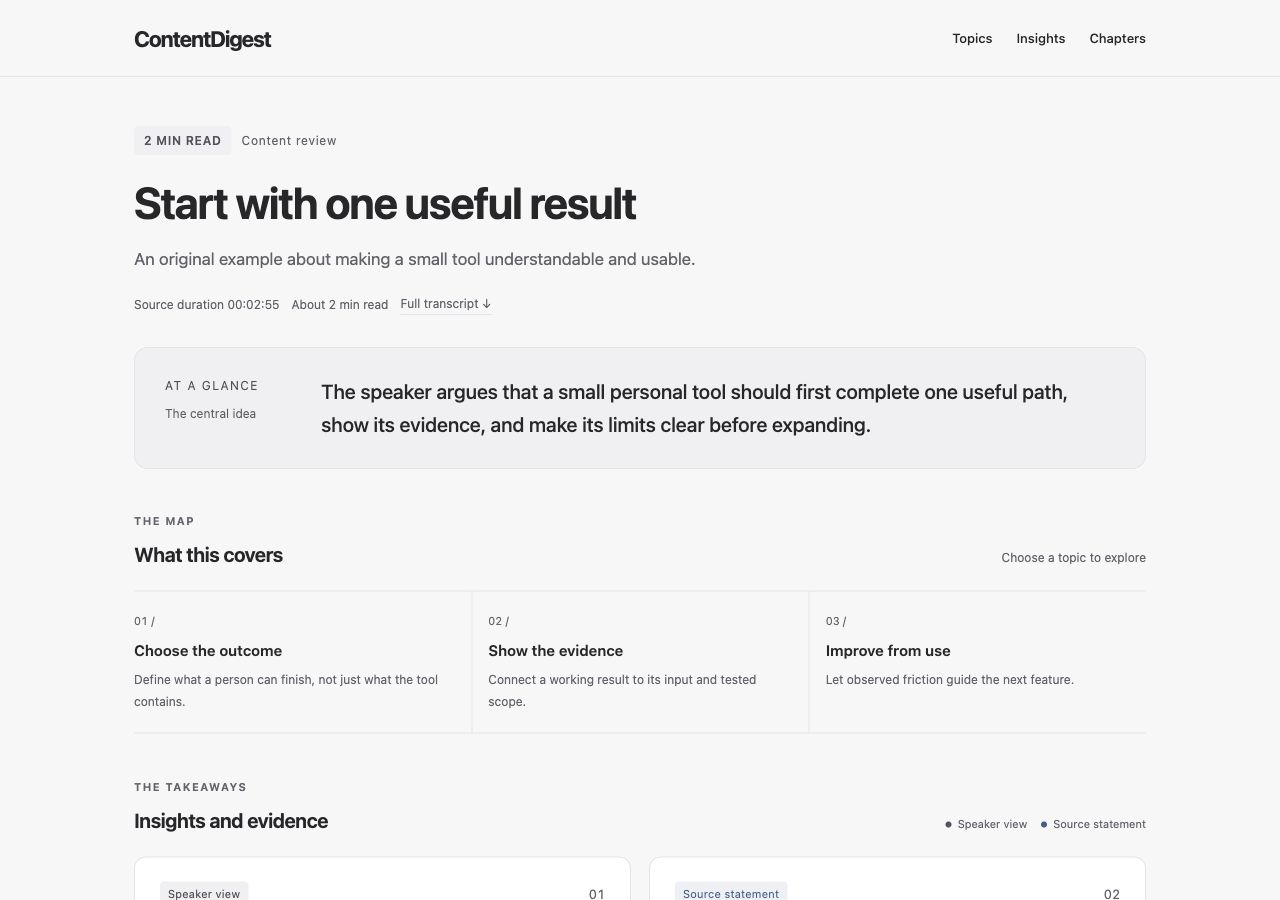 ContentDigest
Topics Insights Chapters
2 MIN READ Content review
Start with one useful result
An original example about making a small tool understandable and usable.
Source duration 00:02:55 About 2 min read Full transcript ↓
AT A GLANCE
The central idea
The speaker argues that a small personal tool should first complete one useful path,
show its evidence, and make its limits clear before expanding.
THE MAP
What this covers
Choose a topic to explore
01 /
Choose the outcome
Define what a person can finish, not just what the tool
contains.
02 /
Show the evidence
Connect a working result to its input and tested
scope.
03 /
Improve from use
Let observed friction guide the next feature.
THE TAKEAWAYS
Insights and evidence
Speaker view Source statement
Speaker view 01
Source statement 02